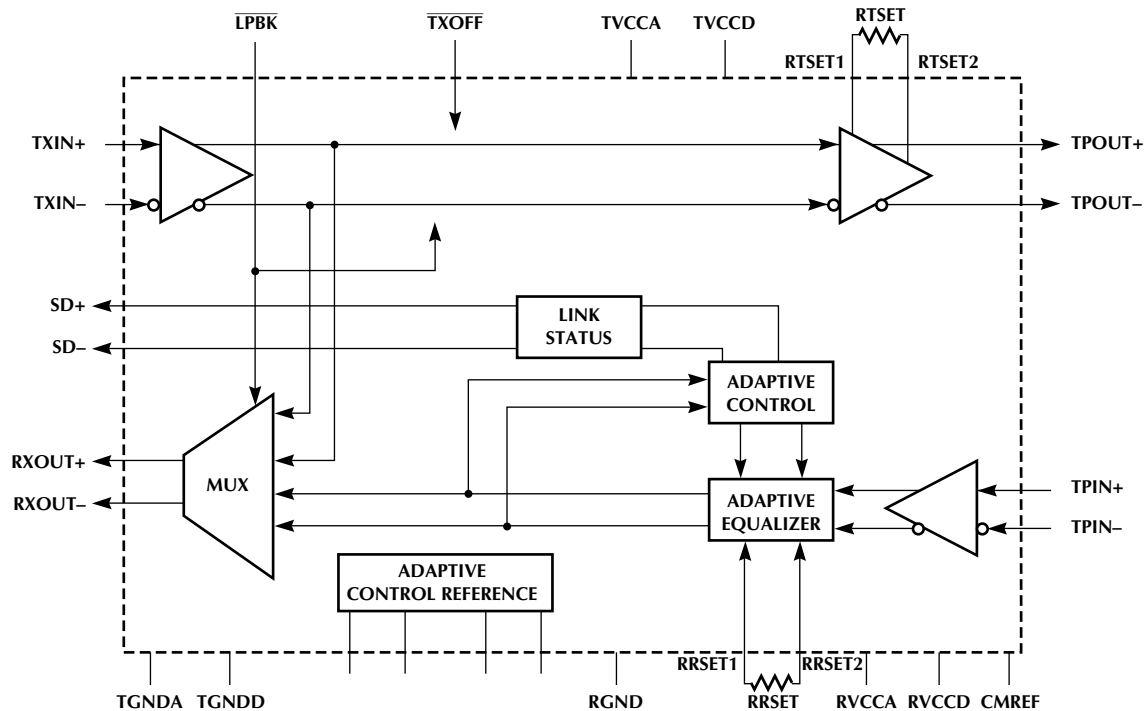 LPBK
TXOFF
TVCCA
TVCCD
RTSET
RTSET1
RTSET2
TXIN+
TPOUT+
TXIN–
TPOUT–
SD+
LINK
STATUS
SD–
ADAPTIVE
CONTROL
RXOUT+
MUX
RXOUT–
ADAPTIVE
EQUALIZER
TPIN+
TPIN–
ADAPTIVE
CONTROL REFERENCE
RRSET1
RRSET2
TGNDA
TGNDD
RGND
RRSET
RVCCA
RVCCD
CMREF